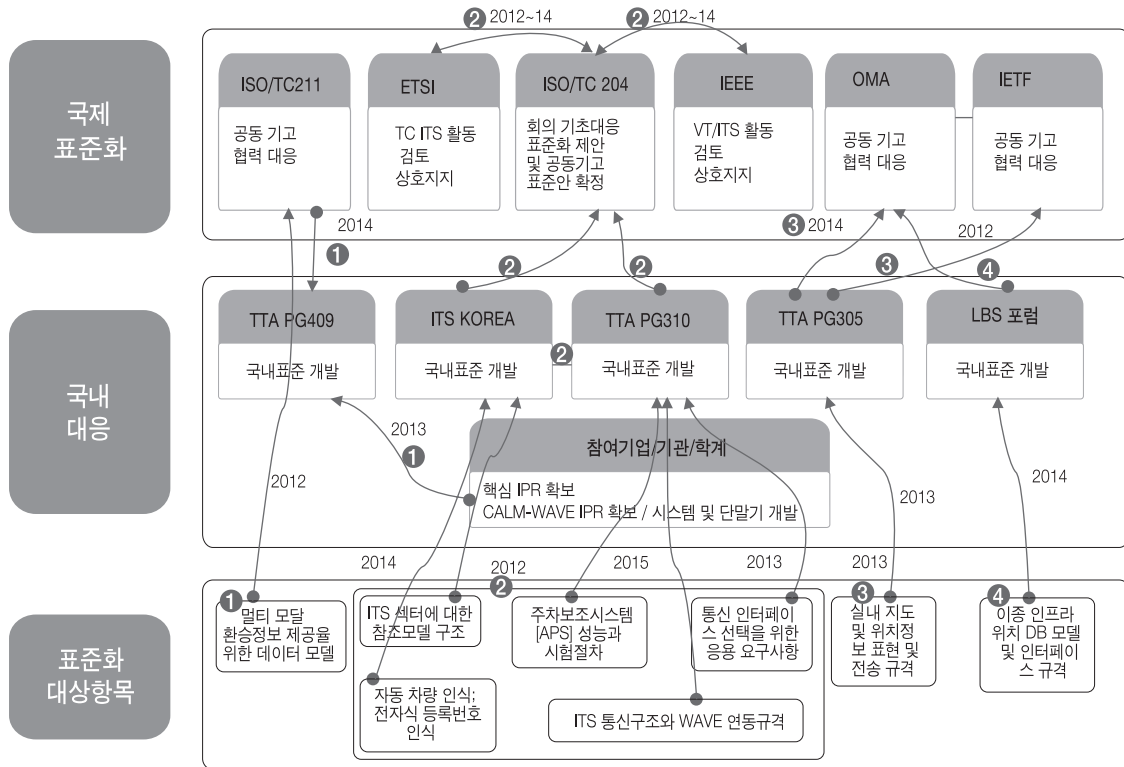 ❷ 2012~14
❷ 2012~14
국제
표준화
ISO/TC211
공동 기고
협력 대응
ETSI
TC ITS 활동
검토
상호지지
ISO/TC 204
회의 기초대응
표준화 제안
및 공동기고
표준안 확정
IEEE
VT/ITS 활동
검토
상호지지
OMA
공동 기고
협력 대응
IETF
공동 기고
협력 대응
2014
❶
❷
❷
❸ 2014
❸
2012
❹
국내
대응
TTA PG409
국내표준 개발
ITS KOREA
국내표준 개발
❷
TTA PG310
국내표준 개발
TTA PG305
국내표준 개발
LBS 포럼
국내표준 개발
2013
❶
2012
참여기업/기관/학계
핵심 IPR 확보
CALM-WAVE IPR 확보 / 시스템 및 단말기 개발
2013
2014
2014
2012
2015
2013
2013
표준화
대상항목
❶
멀티 모달
환승정보 제공율
위한 데이터 모델
❷
ITS 센터에 대한
참조모델 구조
주차보조시스템
[APS] 성능과
시험절차
통신 인터페이
스 선택을 위한
응용 요구사항
자동 차량 인식;
전자식 등록번호
인식
ITS 통신구조와 WAVE 연동규격
❸
실내 지도
및 위치정
보 표현 및
전송 규격
❹
이종 인프라
위치 DB 모델
및 인터페이
스 규격